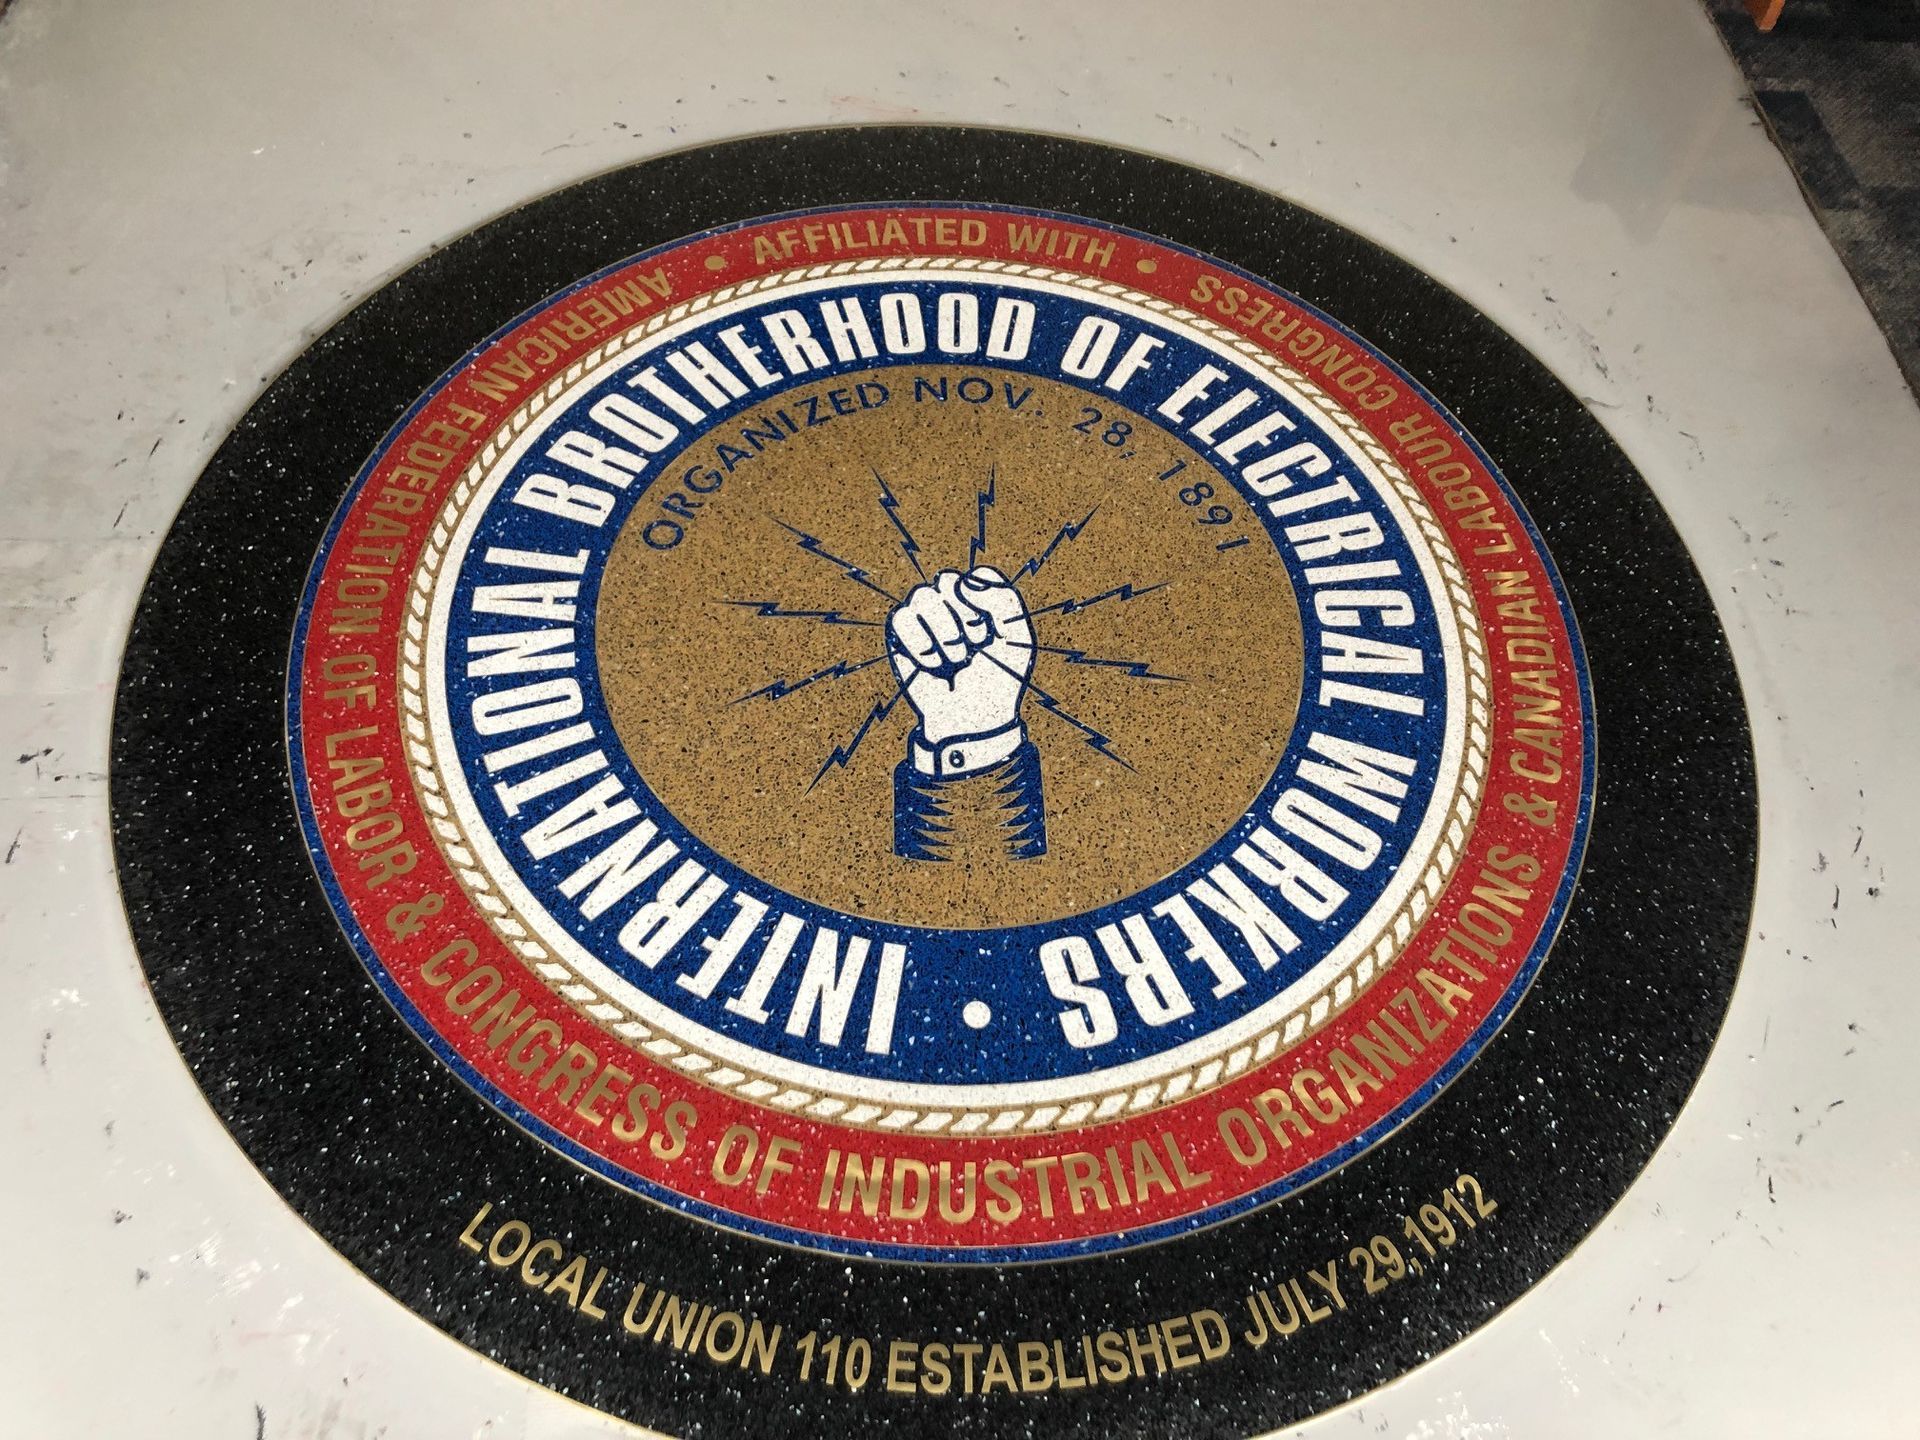 • AFFILIATED WITH •
AMERICAN FEDERATION OF LABOR & CONGRESS OF INDUSTRIAL ORGANIZATIONS & CANADIAN LABOUR CONGRESS
INTERNATIONAL BROTHERHOOD OF ELECTRICAL WORKERS •
ORGANIZED NOV. 28, 1891
LOCAL UNION 110 ESTABLISHED JULY 29,1912